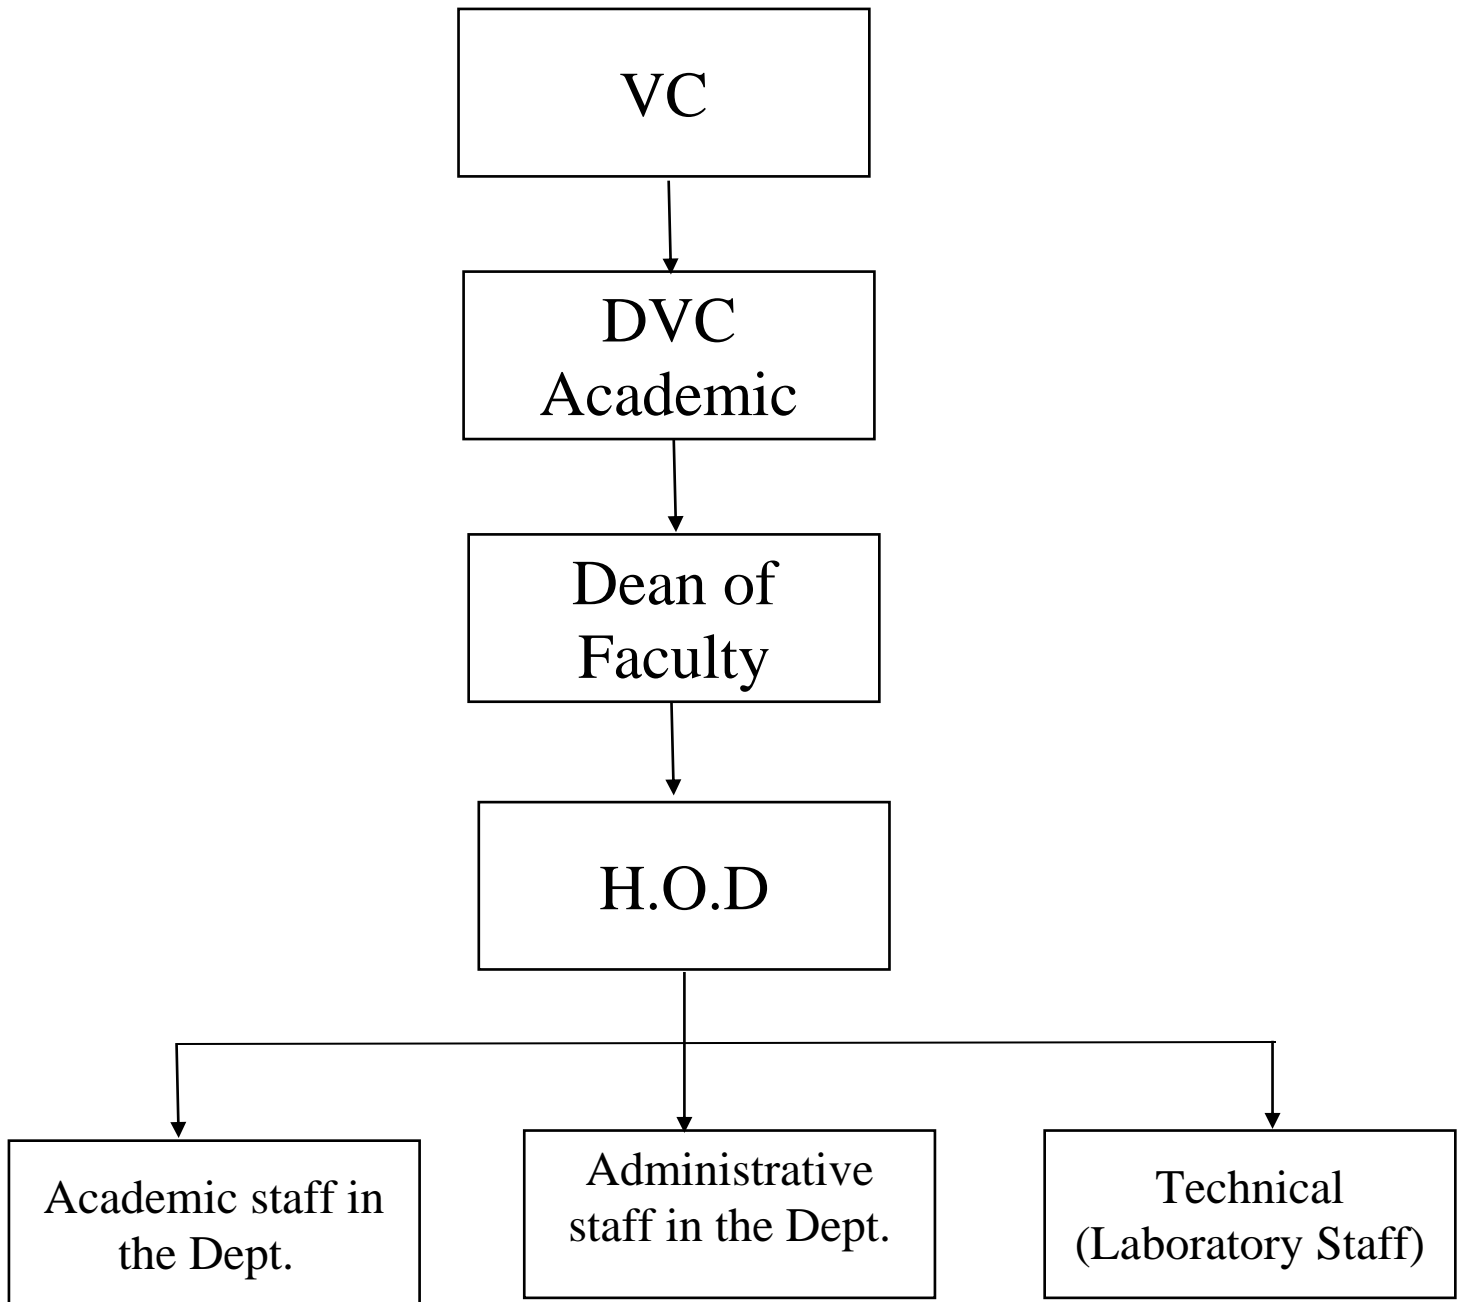 VC
DVC
Academic
Dean of
Faculty
H.O.D
Academic staff in
the Dept.
Administrative
staff in the Dept.
Technical
(Laboratory Staff)